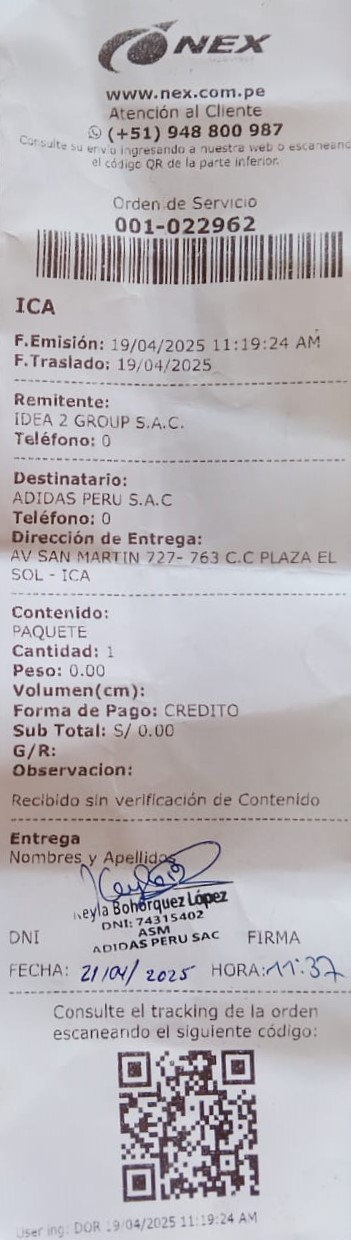 NEX
www.nex.com.pe
Atención al Cliente
(+51) 948 800 987
Consulte su envío ingresando a nuestra web o escaneand
el código QR de la parte inferior.
Orden de Servicio
001-022962
ICA
F.Emisión: 19/04/2025 11:19:24 AM
F.Traslado: 19/04/2025
Remitente:
IDEA 2 GROUP S.A.C.
Teléfono: 0
Destinatario:
ADIDAS PERU S.A.C
Teléfono: 0
Dirección de Entrega:
AV SAN MARTIN 727- 763 C.C PLAZA EL
SOL - ICA
Contenido:
PAQUETE
Cantidad: 1
Peso: 0.00
Volumen(cm):
Forma de Pago: CREDITO
Sub Total: S/ 0.00
G/R:
Observacion:
Recibido sin verificación de Contenido
Entrega
Nombres y Apellidos
Keyla Bohorquez López
DNI: 74315402
ASM
ADIDAS PERU SAC
DNI FIRMA
FECHA: 21/04/2025 HORA: 11:37
Consulte el tracking de la orden
escaneando el siguiente código:
User ing: DOR 19/04/2025 11:19:24 AM